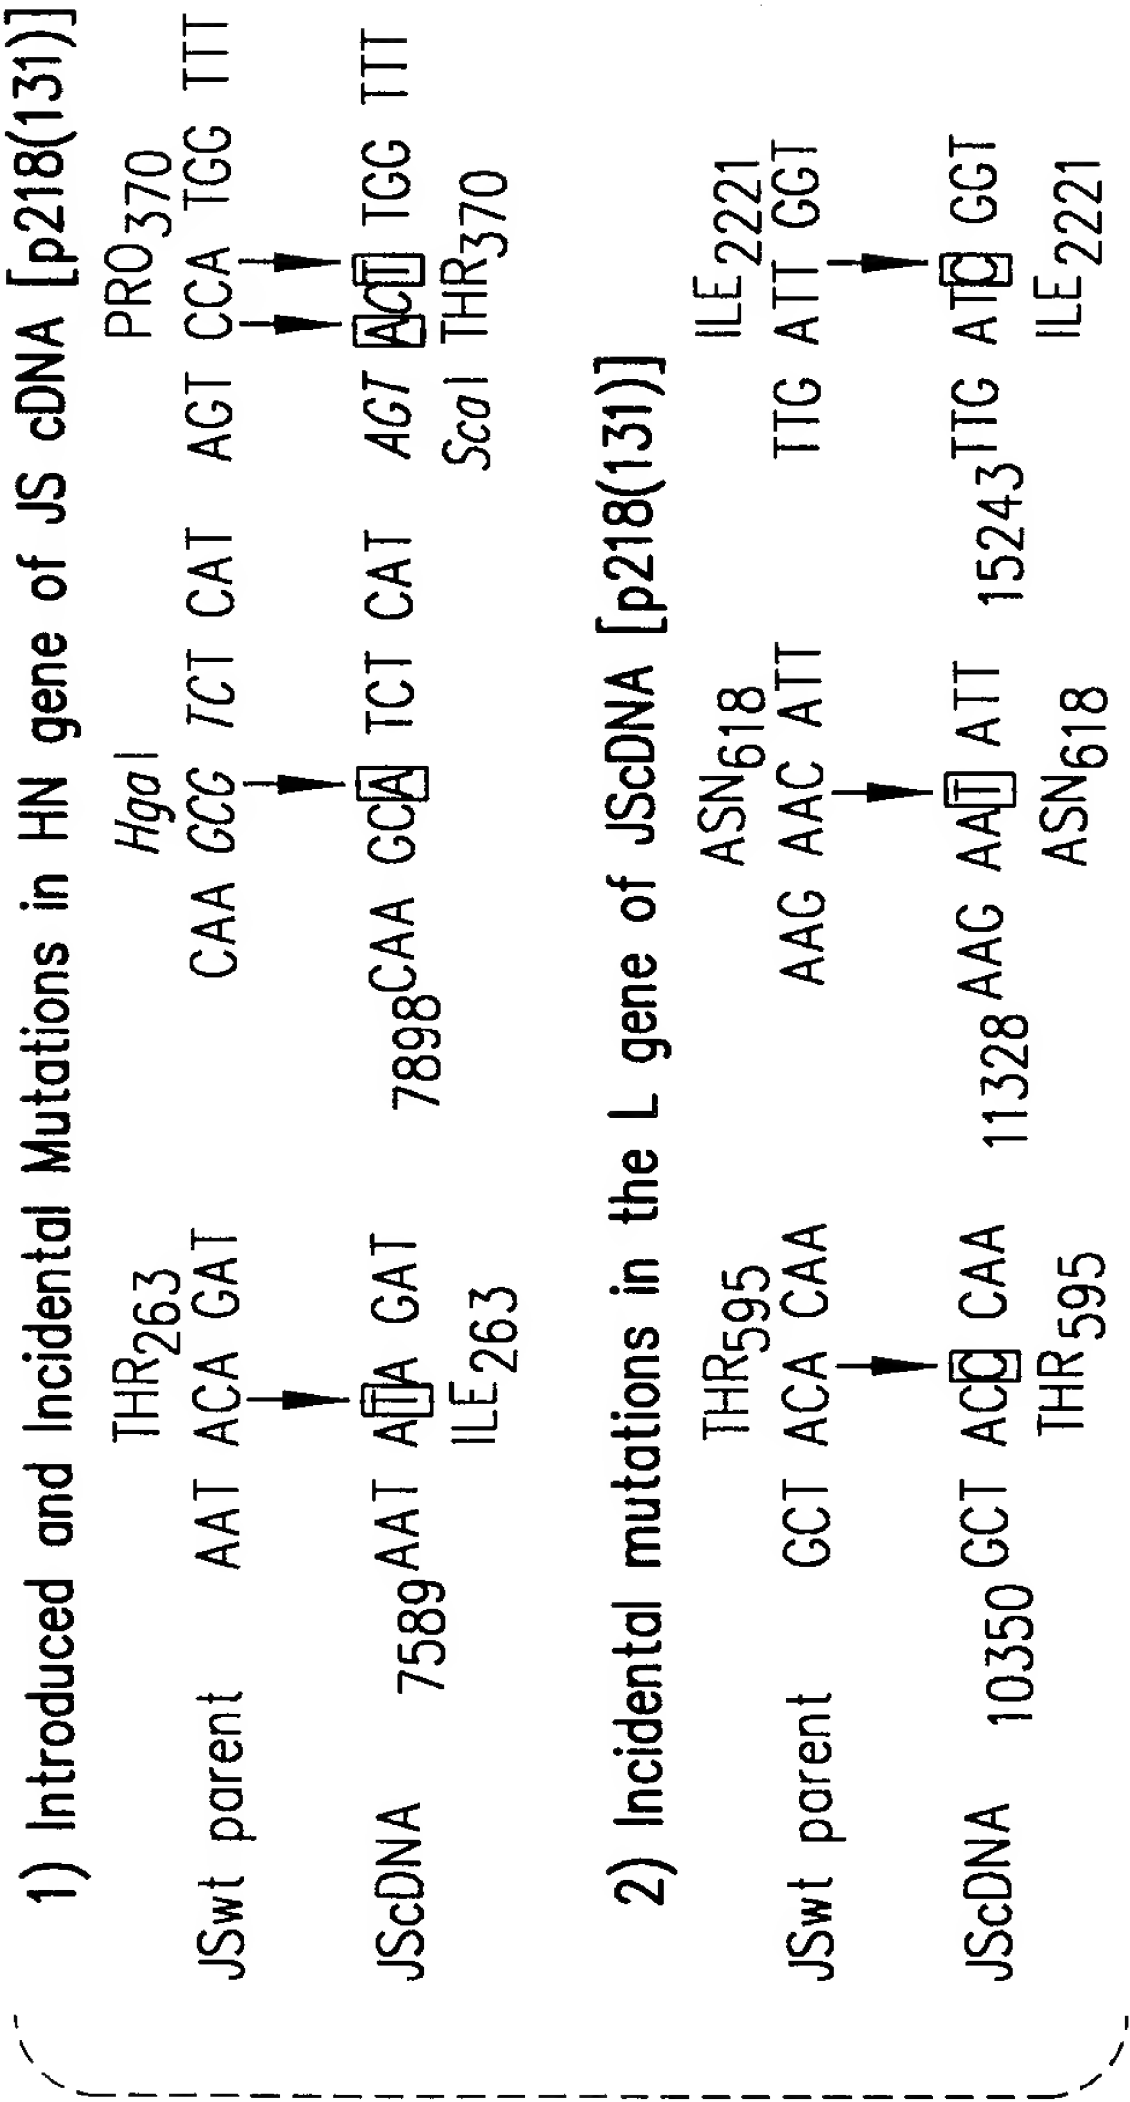 1) Introduced and Incidental Mutations in HN gene of JS cDNA [p218(131)]
THR263 HgaI PRO370
JSwt parent AAT ACA GAT CAA GCG TCT CAT AGT CCA TGG TTT
JScDNA 7589 AAT ATA GAT 7898 CAA GCA TCT CAT AGT ACT TGG TTT
ILE263 ScaI THR370
2) Incidental mutations in the L gene of JScDNA [p218(131)]
THR595 ASN618 ILE2221
JSwt parent GCT ACA CAA AAG AAC ATT TTG ATT GGT
JScDNA 10350 GCT ACC CAA 11328 AAG AAT ATT 15243 TTG ATC GGT
THR595 ASN618 ILE2221